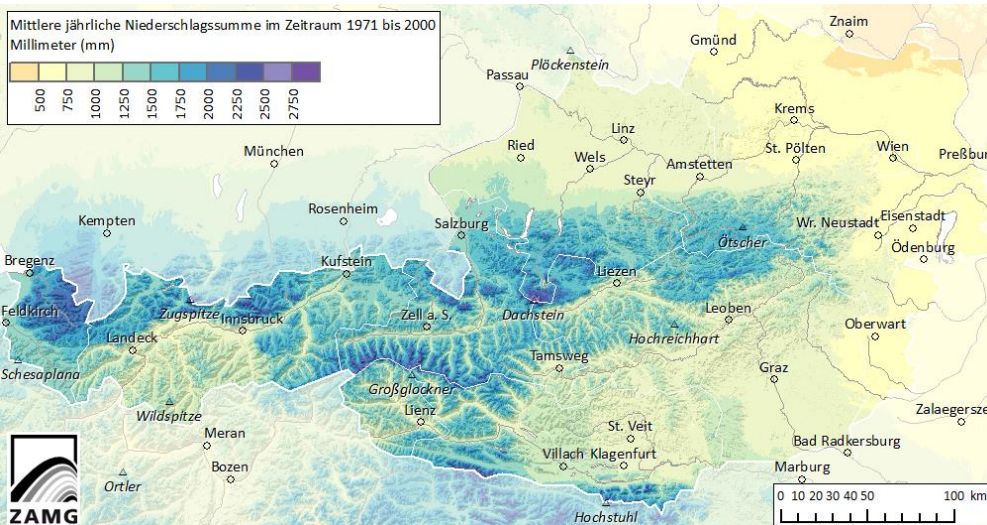 Mittlere jährliche Niederschlagssumme im Zeitraum 1971 bis 2000
Millimeter (mm)
500
750
1000
1250
1500
1750
2000
2250
2500
2750
Znaim
Gmünd
Plöckenstein
Passau
Krems
Linz
München
Ried
Wels
St. Pölten
Wien
Preßbur
Amstetten
Steyr
Kempten
Rosenheim
Salzburg
Wr. Neustadt
Eisenstadt
Ötscher
Ödenburg
Bregenz
Kufstein
Liezen
Feldkirch
Zugspitze
Innsbruck
Zell a. S.
Dachstein
Leoben
Landeck
Hochreichhart
Oberwart
Schesaplana
Tamsweg
Graz
Großglockner
Wildspitze
Lienz
Zalaegersze
Meran
St. Veit
Bad Radkersburg
Bozen
Villach
Klagenfurt
Marburg
Ortler
ZAMG
Hochstuhl
0 10 20 30 40 50 100 km